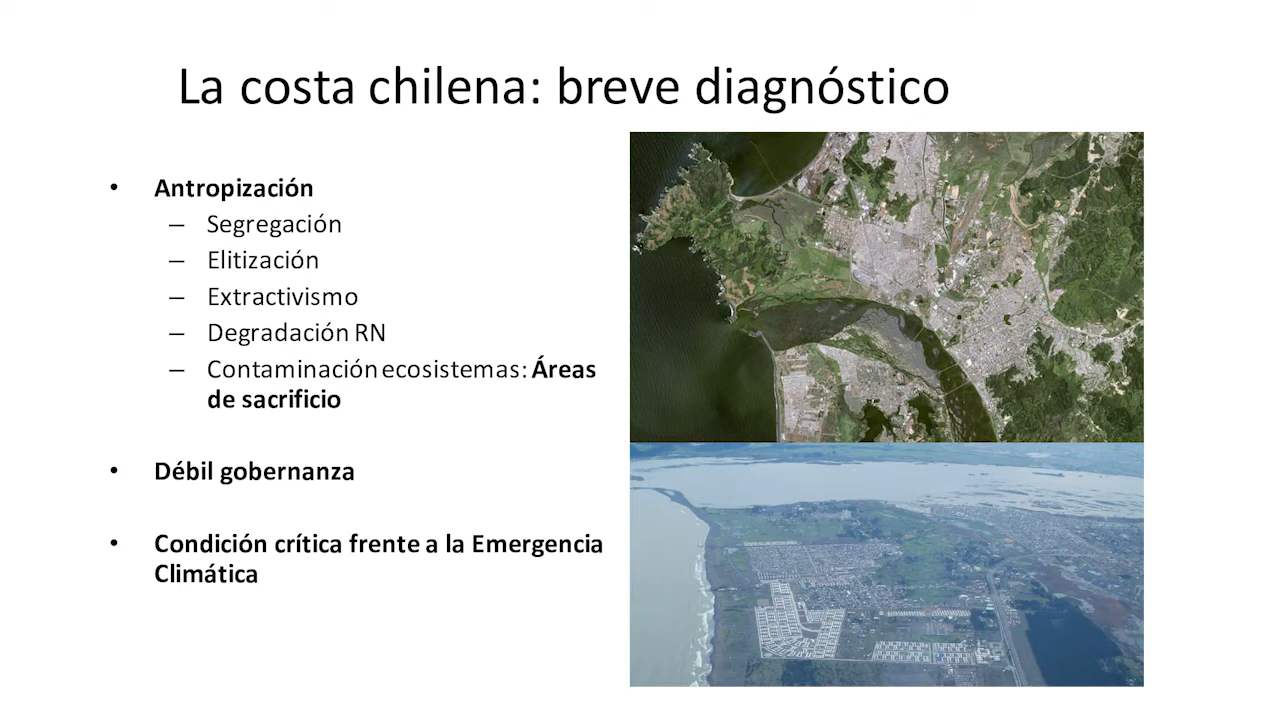 La costa chilena: breve diagnóstico
• Antropización
– Segregación
– Elitización
– Extractivismo
– Degradación RN
– Contaminación ecosistemas: Áreas
de sacrificio
• Débil gobernanza
• Condición crítica frente a la Emergencia
Climática